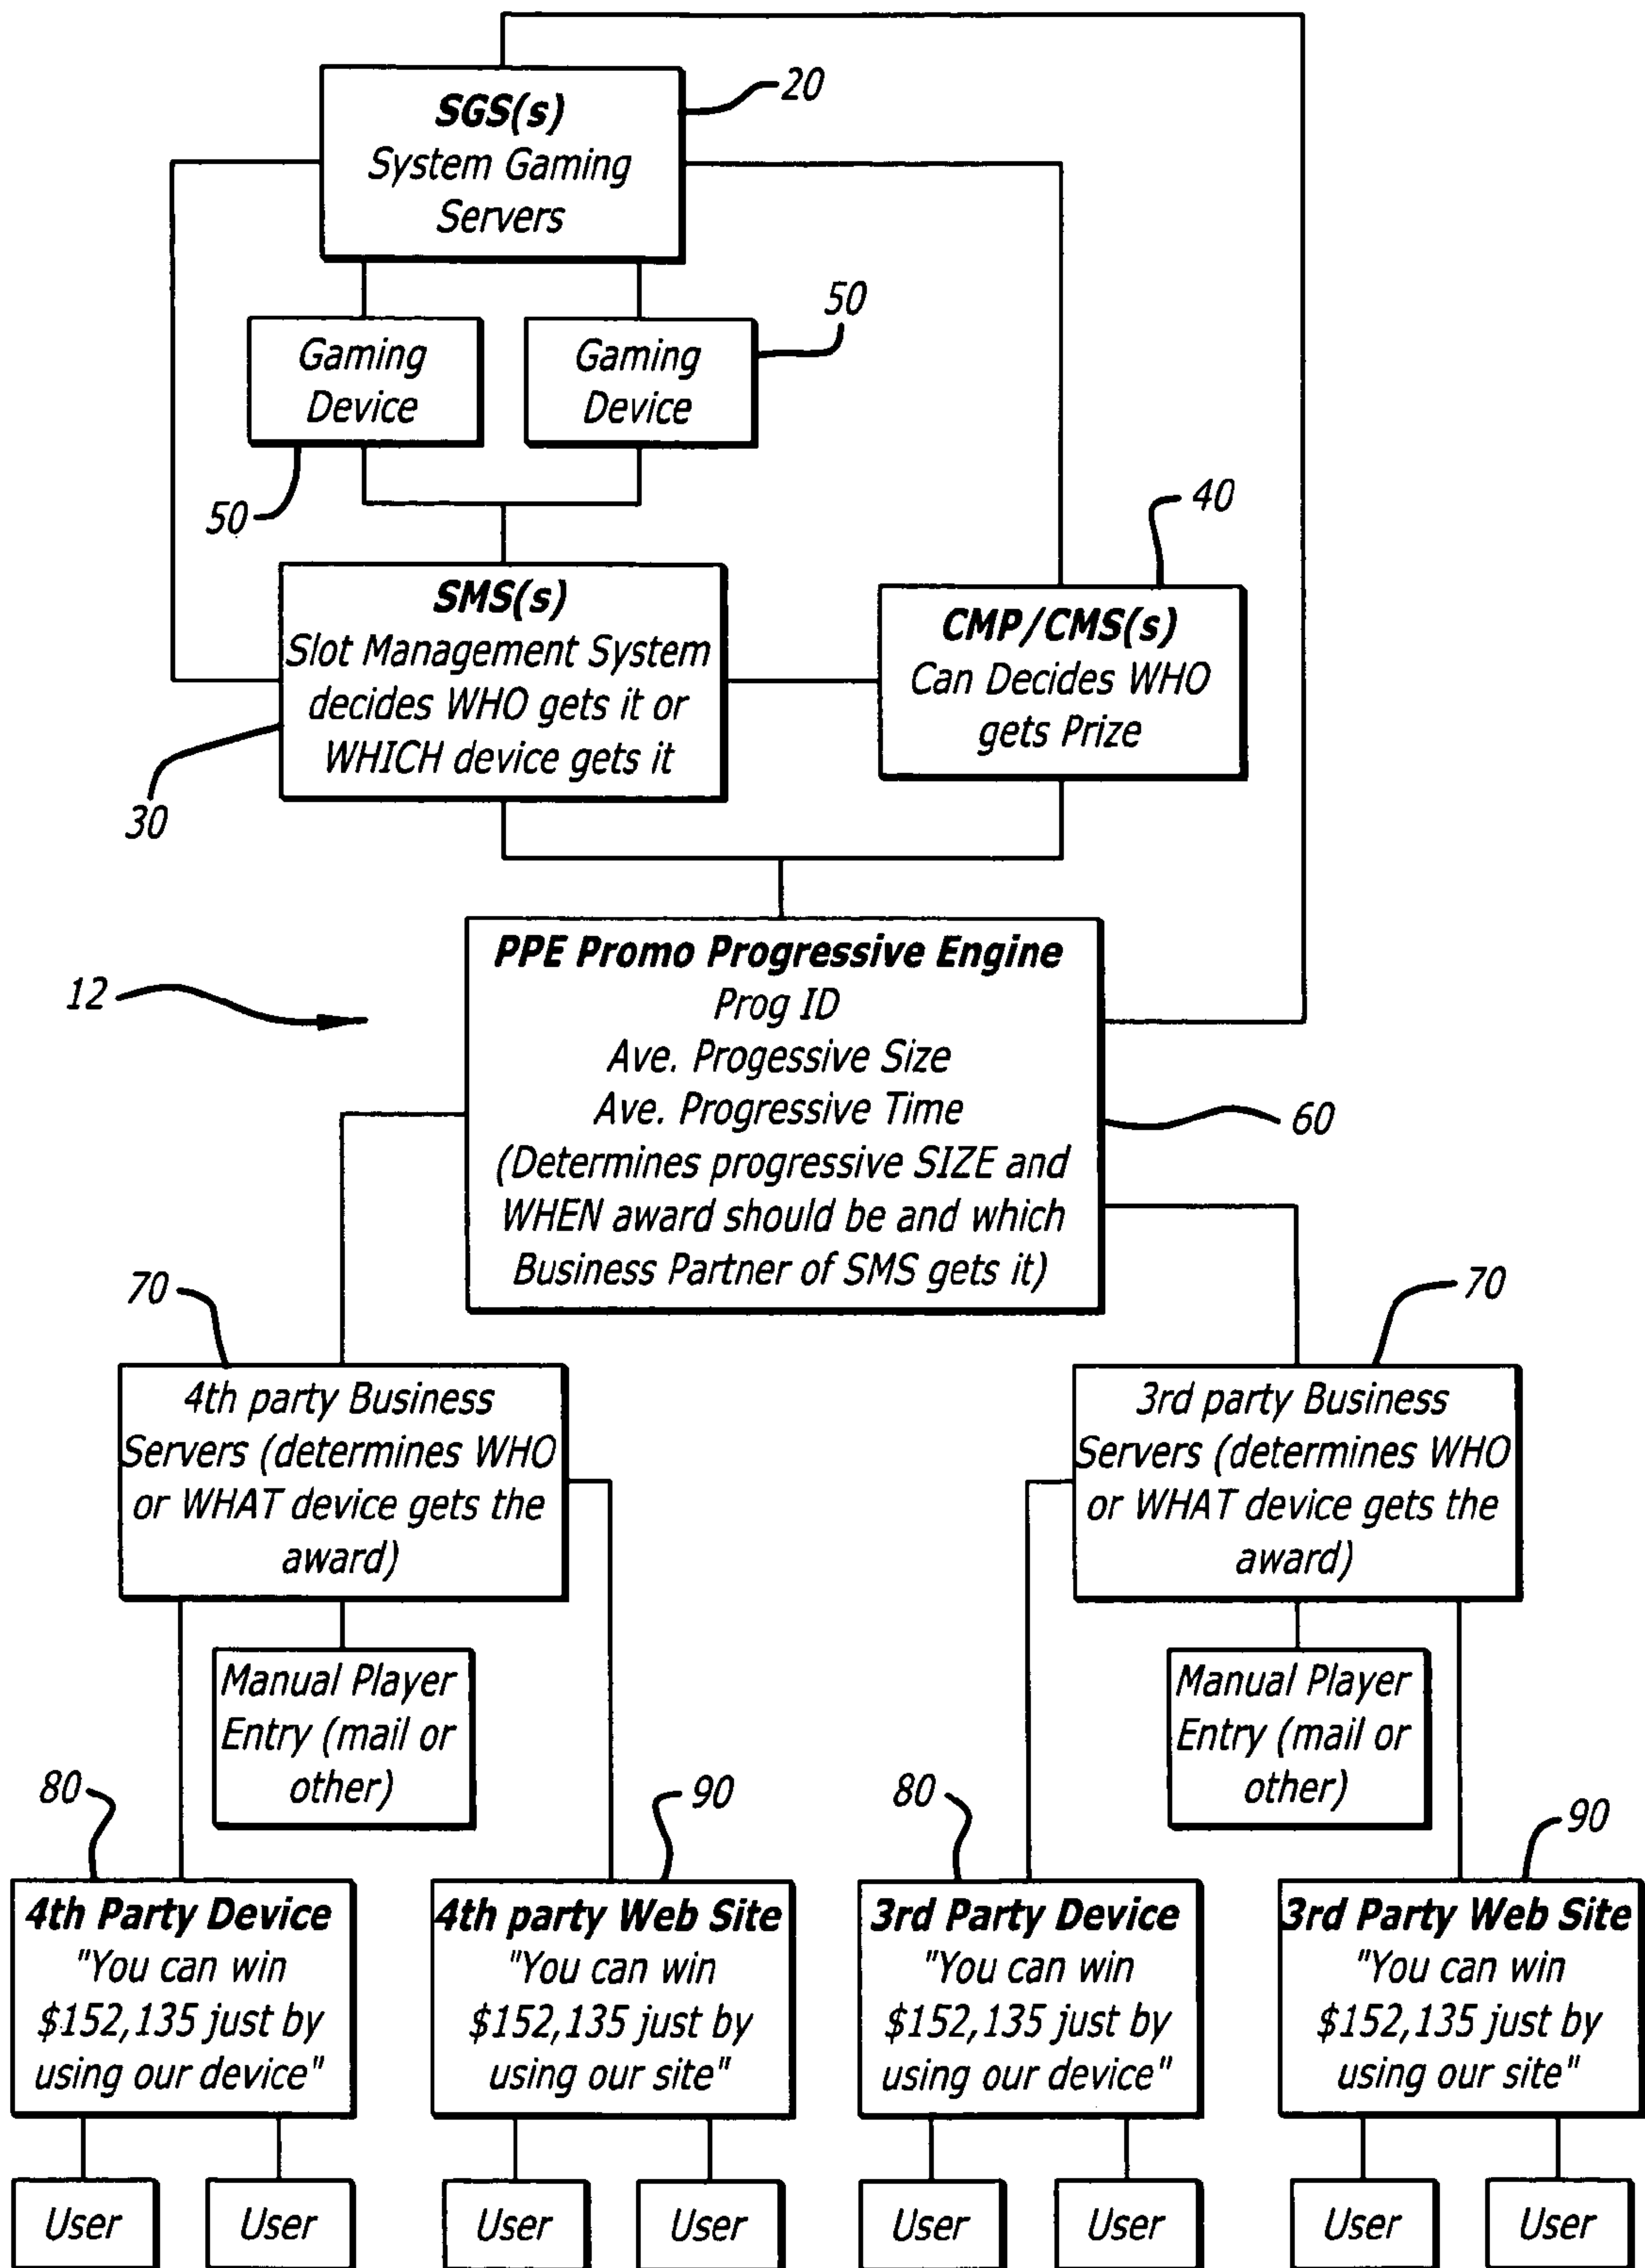 20
SGS(s)
System Gaming
Servers
50
Gaming
Device
Gaming
Device
50
40
SMS(s)
Slot Management System
decides WHO gets it or
WHICH device gets it
CMP/CMS(s)
Can Decides WHO
gets Prize
30
12
PPE Promo Progressive Engine
Prog ID
Ave. Progessive Size
Ave. Progressive Time
(Determines progressive SIZE and
WHEN award should be and which
Business Partner of SMS gets it)
60
70
70
4th party Business
Servers (determines WHO
or WHAT device gets the
award)
3rd party Business
Servers (determines WHO
or WHAT device gets the
award)
Manual Player
Entry (mail or
other)
Manual Player
Entry (mail or
other)
80
90
80
90
4th Party Device
"You can win
$152,135 just by
using our device"
4th party Web Site
"You can win
$152,135 just by
using our site"
3rd Party Device
"You can win
$152,135 just by
using our device"
3rd Party Web Site
"You can win
$152,135 just by
using our site"
User
User
User
User
User
User
User
User